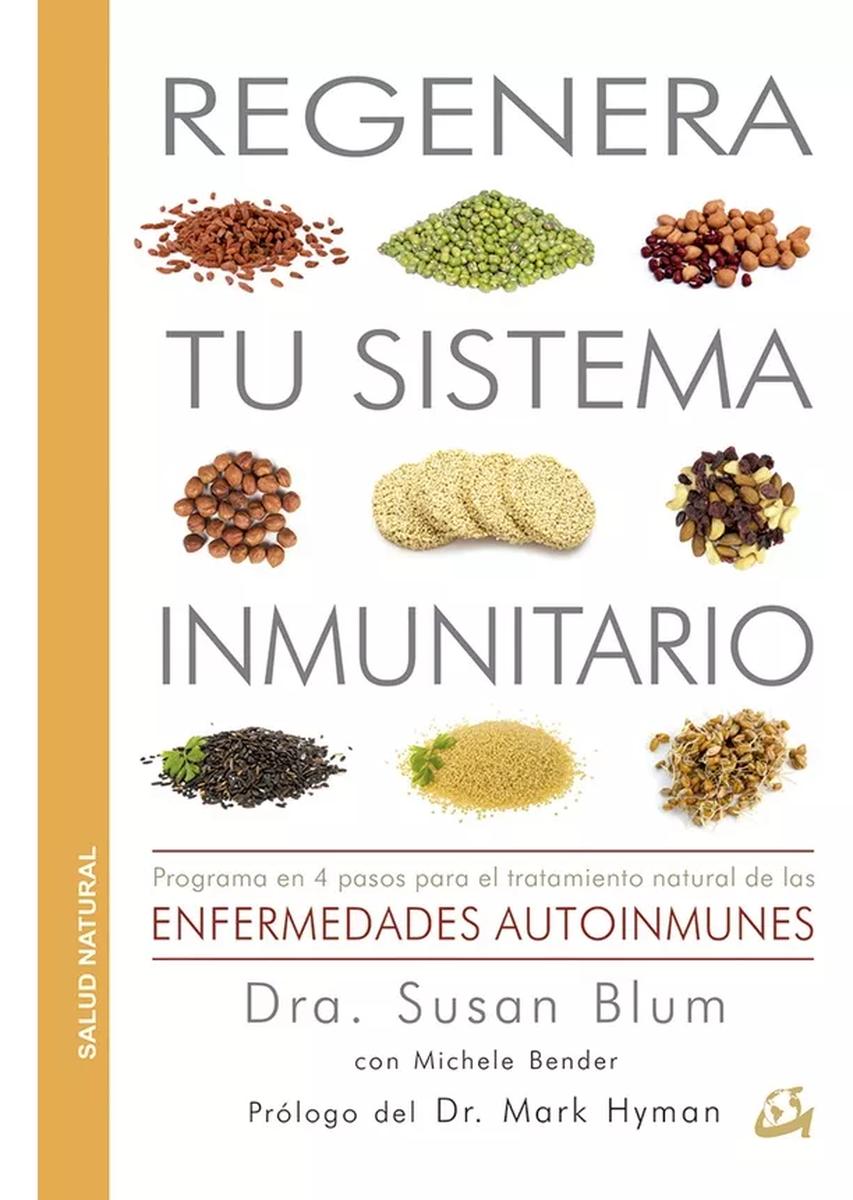 REGENERA
TU SISTEMA
INMUNITARIO
Programa en 4 pasos para el tratamiento natural de las
ENFERMEDADES AUTOINMUNES
Dra. Susan Blum
con Michele Bender
Prólogo del Dr. Mark Hyman
SALUD NATURAL